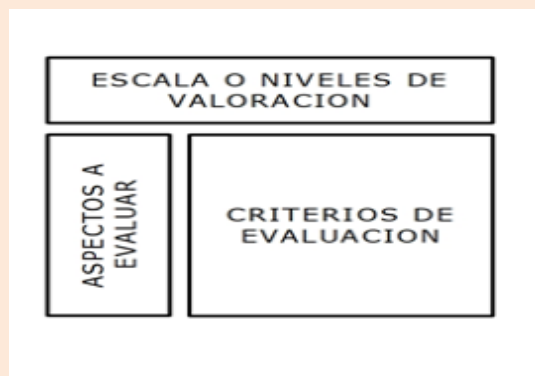 ESCALA O NIVELES DE
VALORACION
ASPECTOS A
EVALUAR
CRITERIOS DE
EVALUACION